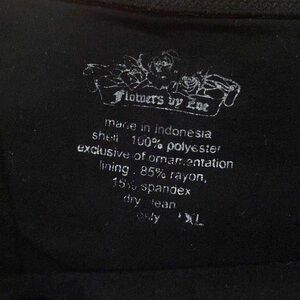 Flowers by Zoe
made in indonesia
shell : 100% polyester
exclusive of ornamentation
lining : 85% rayon,
15% spandex
dry clean
only XL